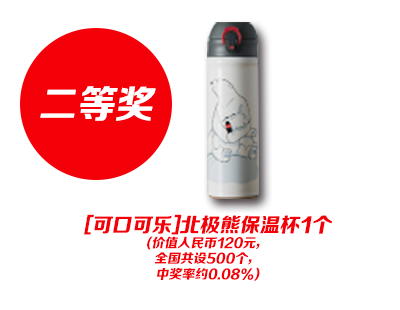 二等奖
[可口可乐]北极熊保温杯1个
(价值人民币120元,
全国共设500个,
中奖率约0.08%)